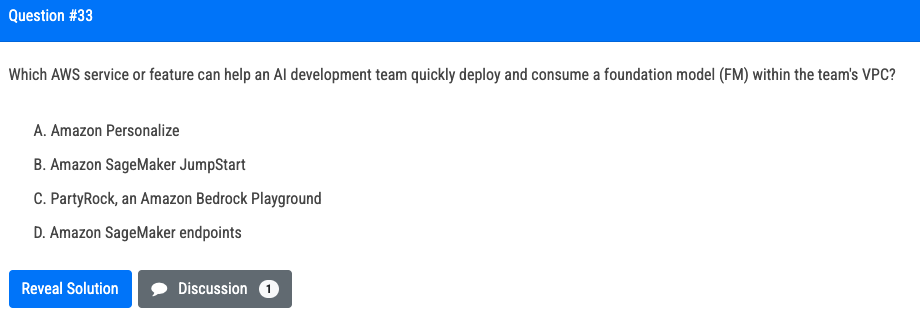 Question #33
Which AWS service or feature can help an AI development team quickly deploy and consume a foundation model (FM) within the team's VPC?
A. Amazon Personalize
B. Amazon SageMaker JumpStart
C. PartyRock, an Amazon Bedrock Playground
D. Amazon SageMaker endpoints
Reveal Solution Discussion 1